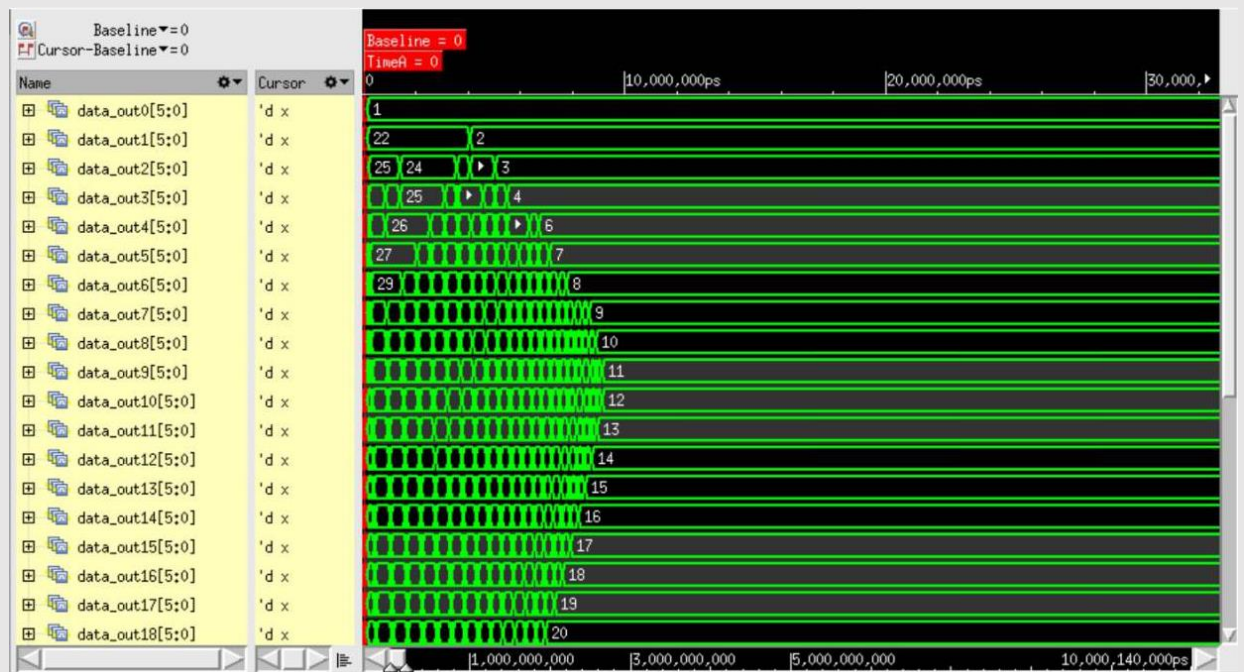 Baseline▼=0
Cursor-Baseline▼=0
Baseline = 0
TimeA = 0
Name Cursor 0 10,000,000ps 20,000,000ps 30,000,
data_out0[5:0] 'd x 1
data_out1[5:0] 'd x 22 2
data_out2[5:0] 'd x 25 24 3
data_out3[5:0] 'd x 25 4
data_out4[5:0] 'd x 26 6
data_out5[5:0] 'd x 27 7
data_out6[5:0] 'd x 29 8
data_out7[5:0] 'd x 9
data_out8[5:0] 'd x 10
data_out9[5:0] 'd x 11
data_out10[5:0] 'd x 12
data_out11[5:0] 'd x 13
data_out12[5:0] 'd x 14
data_out13[5:0] 'd x 15
data_out14[5:0] 'd x 16
data_out15[5:0] 'd x 17
data_out16[5:0] 'd x 18
data_out17[5:0] 'd x 19
data_out18[5:0] 'd x 20
1,000,000,000 3,000,000,000 5,000,000,000 10,000,140,000ps